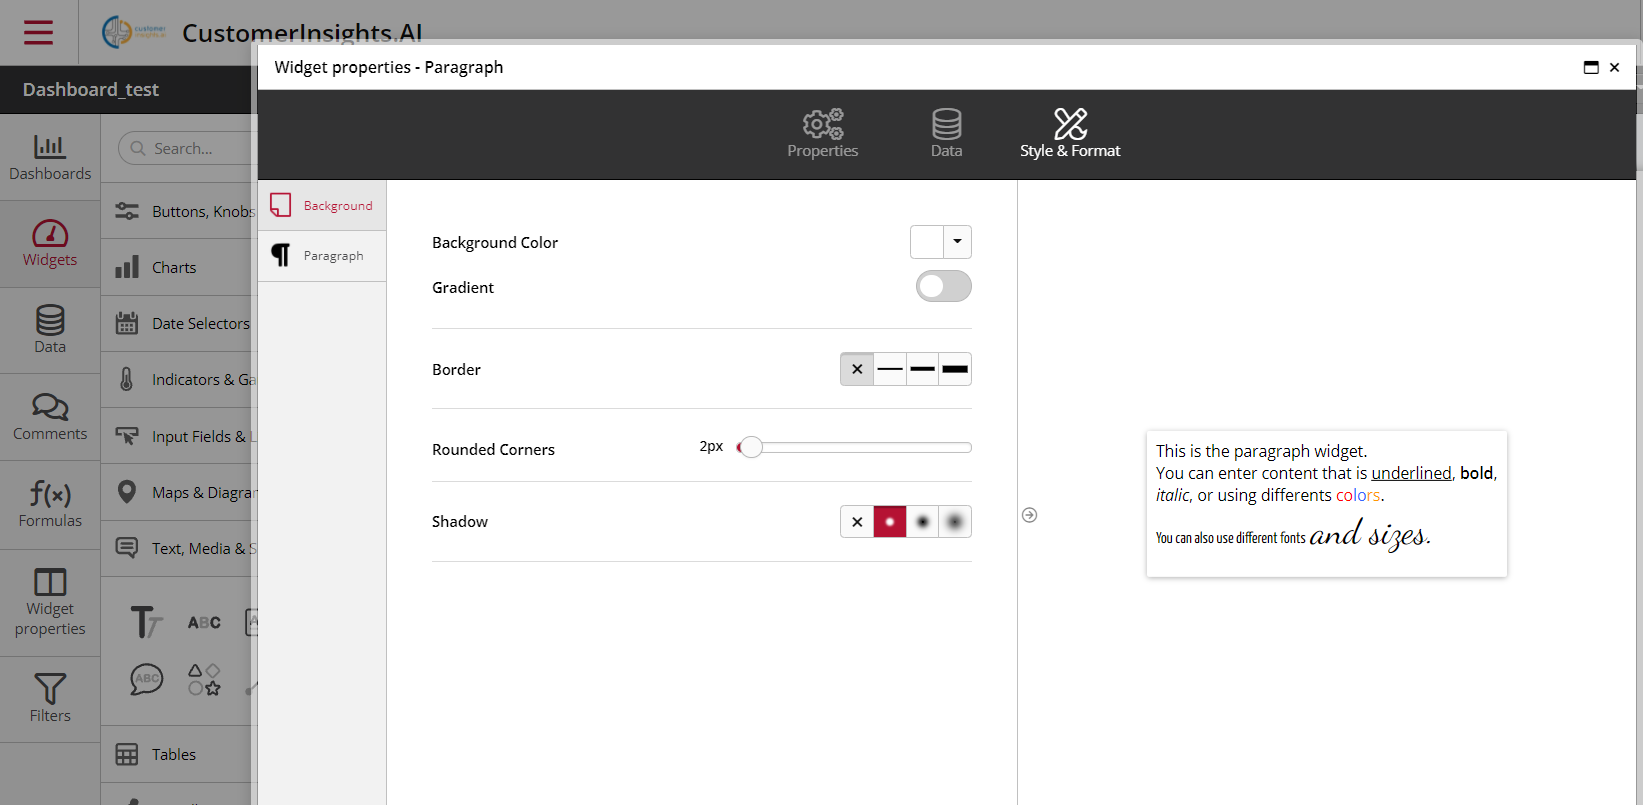 customer
insights.ai
CustomerInsights.AI
Dashboard_test
Dashboards
Widgets
Data
Comments
f(x)
Formulas
Widget
properties
Filters
Search...
Buttons, Knobs
Charts
Date Selectors
Indicators & Ga
Input Fields & L
Maps & Diagra
Text, Media & S
ABC
ABC
Tables
Widget properties - Paragraph
Properties
Data
Style & Format
Background
Paragraph
Background Color
Gradient
Border
Rounded Corners
2px
Shadow
This is the paragraph widget.
You can enter content that is underlined, bold,
italic, or using differents colors.
You can also use different fonts and sizes.